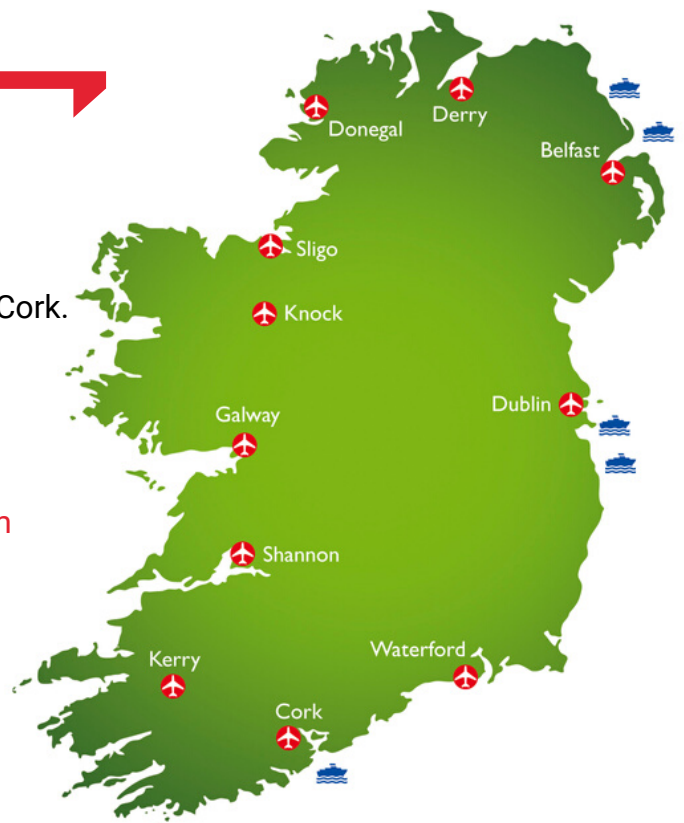 Derry
Donegal
Belfast
Sligo
Cork.
Knock
Dublin
Galway
Shannon
Waterford
Kerry
Cork